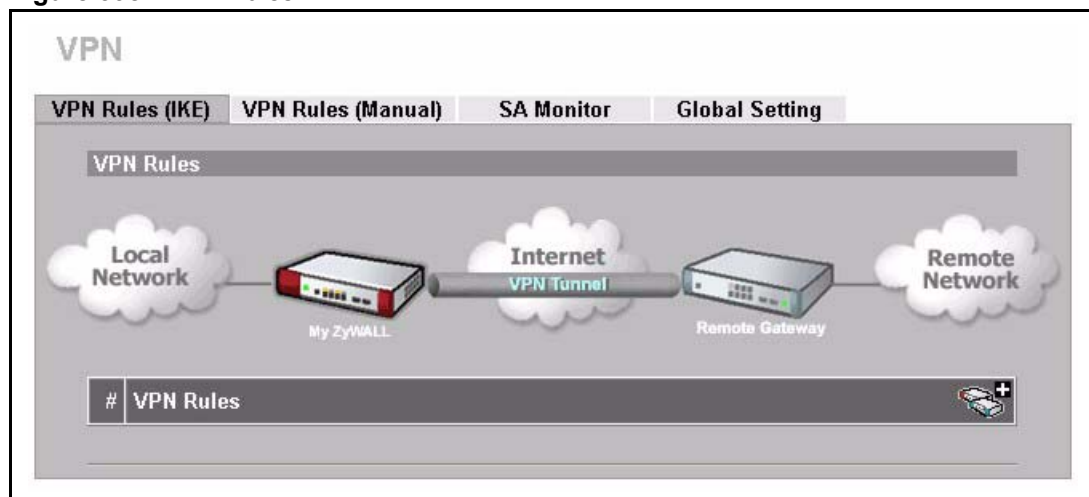 VPN
VPN Rules (IKE) VPN Rules (Manual) SA Monitor Global Setting
VPN Rules
Local
Network
My ZyWALL
Internet
VPN Tunnel
Remote Gateway
Remote
Network
# VPN Rules